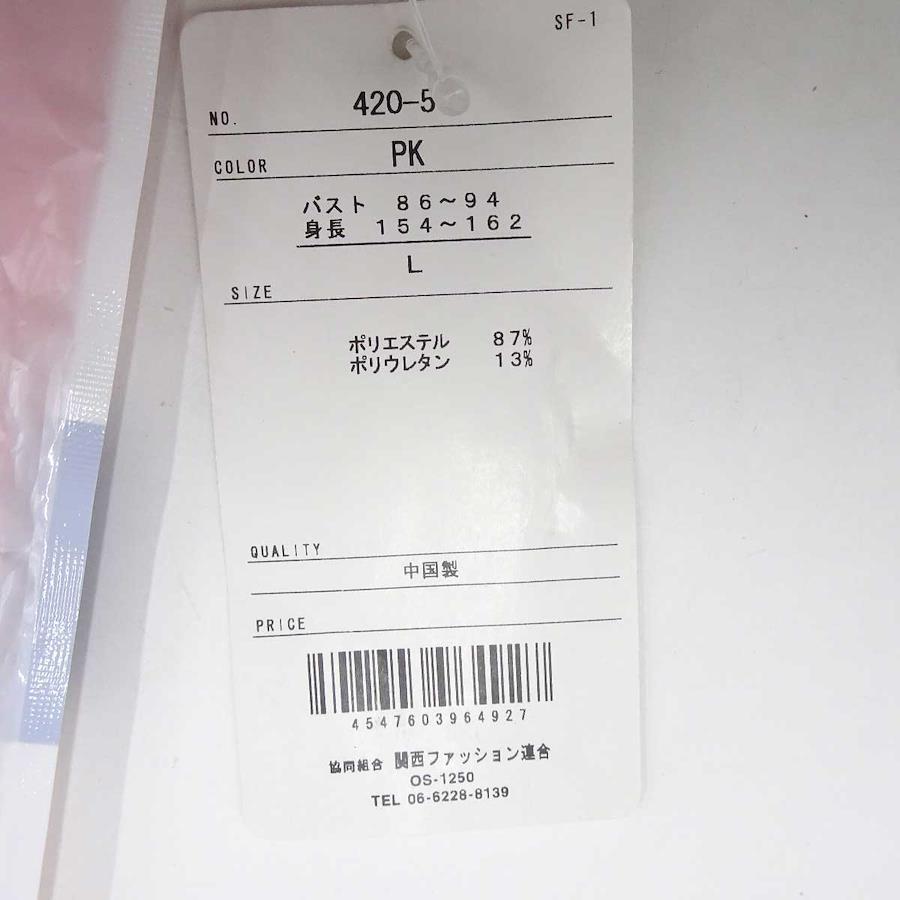 SF-1
NO. 420-5
COLOR PK
バスト 86～94
身長 154～162
L
SIZE
ポリエステル 87%
ポリウレタン 13%
QUALITY
中国製
PRICE
4547603964927
協同組合 関西ファッション連合
OS-1250
TEL 06-6228-8139